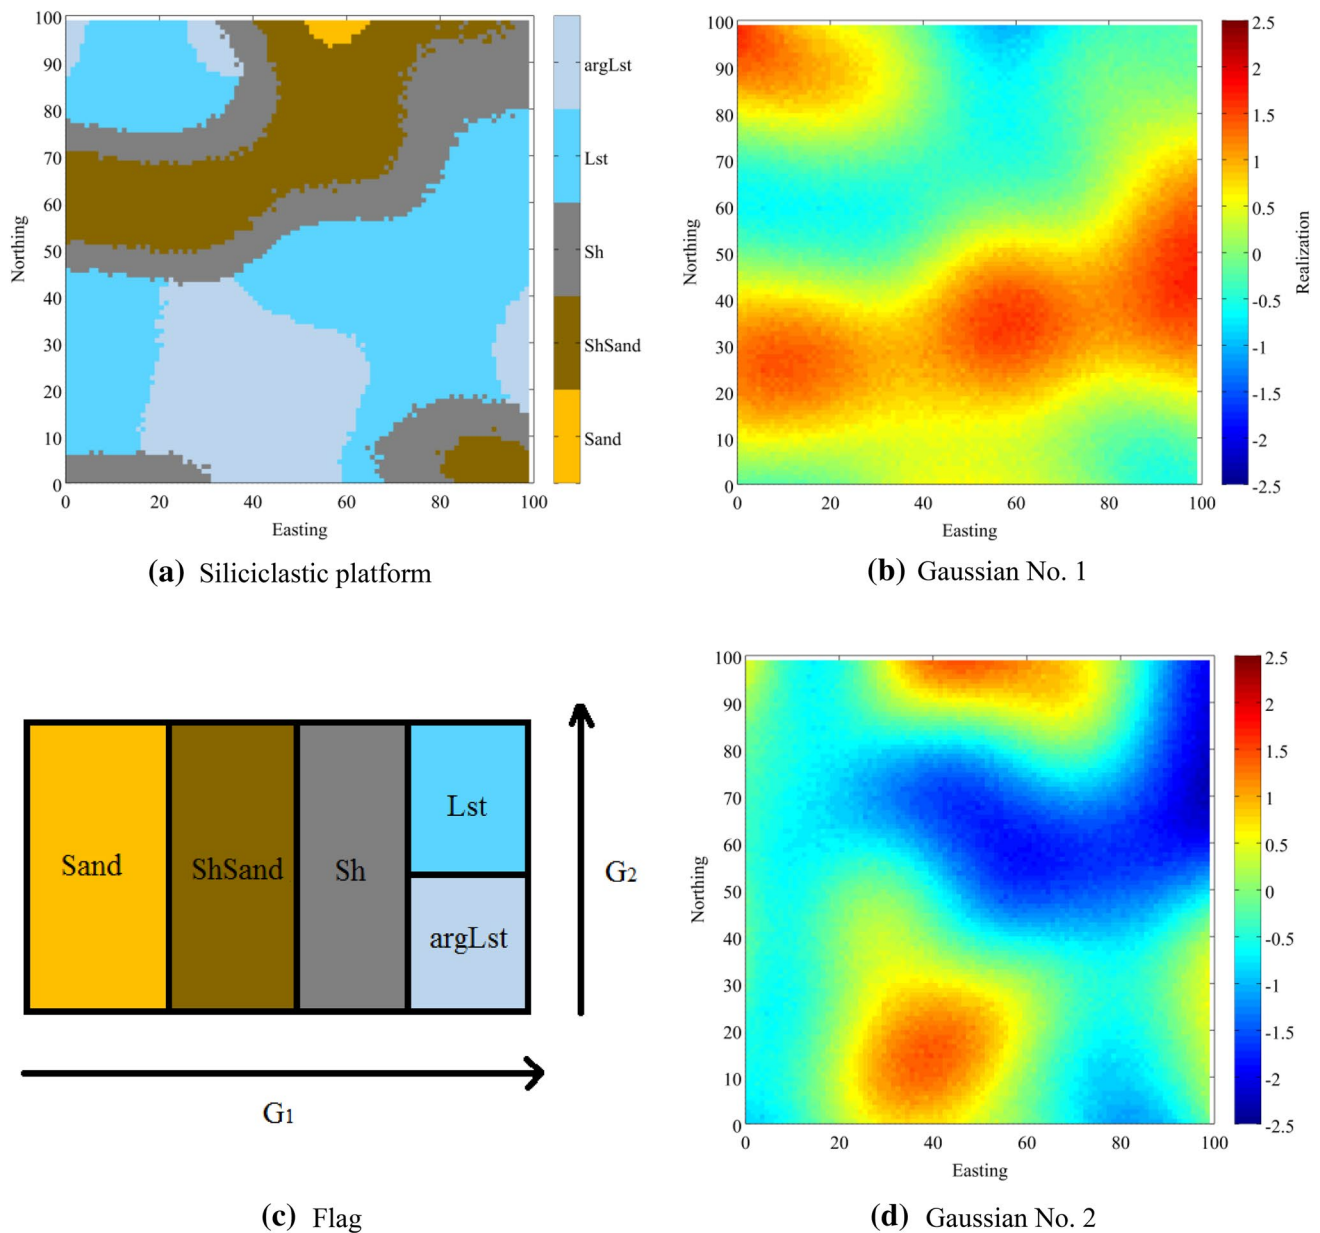 100
90
80
70
60
50
40
30
20
10
0
Northing
0 20 40 60 80 100
Easting
argLst
Lst
Sh
ShSand
Sand
(a) Siliciclastic platform
100
90
80
70
60
50
40
30
20
10
0
Northing
0 20 40 60 80 100
Easting
2.5
2
1.5
1
0.5
0
-0.5
-1
-1.5
-2
-2.5
Realization
(b) Gaussian No. 1
Sand
ShSand
Sh
Lst
argLst
G2
G1
(c) Flag
100
90
80
70
60
50
40
30
20
10
0
Northing
0 20 40 60 80 100
Easting
2.5
2
1.5
1
0.5
0
-0.5
-1
-1.5
-2
-2.5
(d) Gaussian No. 2